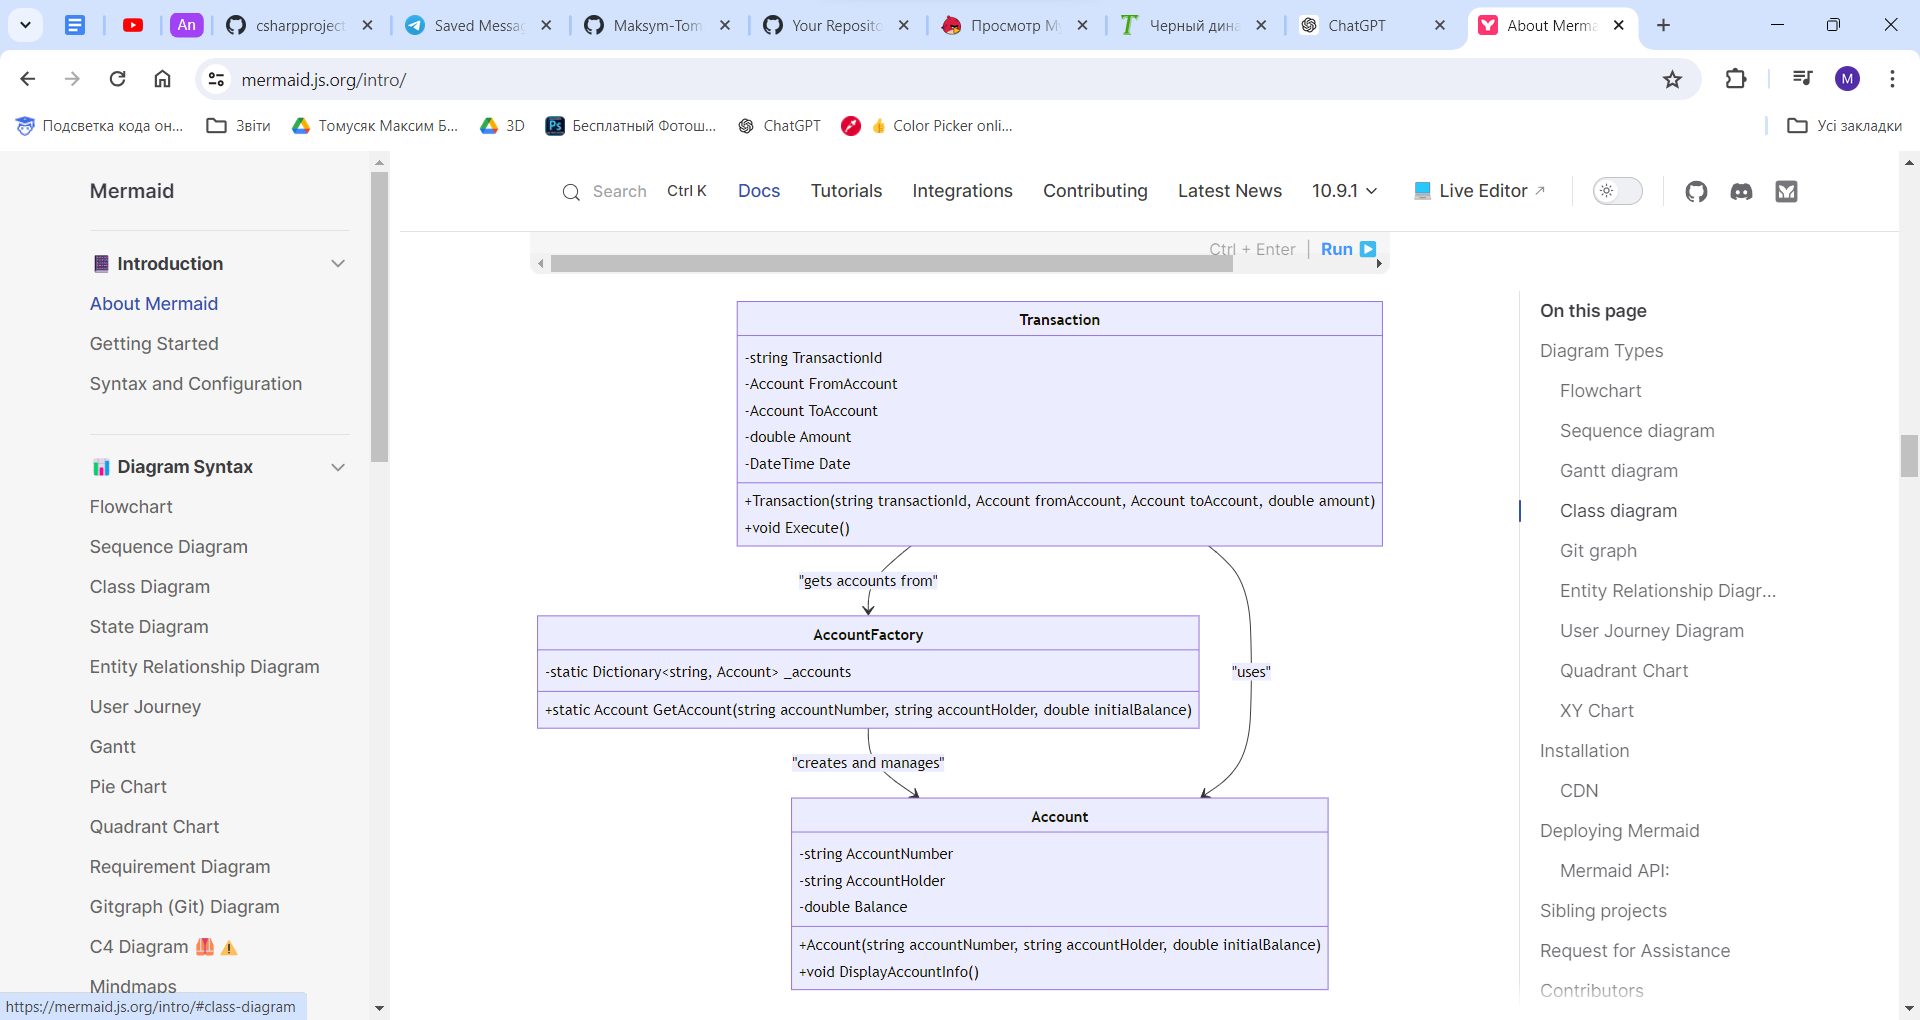 An
csharpproject
Saved Messag
Maksym-Tom
Your Reposito
Просмотр Му
Черный дина
ChatGPT
About Merma
mermaid.js.org/intro/
M
Подсветка кода он...
Звіти
Томусяк Максим Б...
3D
Ps
Бесплатный Фотош...
ChatGPT
Color Picker onli...
Усі закладки
Mermaid
Search Ctrl K
Docs
Tutorials
Integrations
Contributing
Latest News
10.9.1
Live Editor
Introduction
About Mermaid
Getting Started
Syntax and Configuration
Diagram Syntax
Flowchart
Sequence Diagram
Class Diagram
State Diagram
Entity Relationship Diagram
User Journey
Gantt
Pie Chart
Quadrant Chart
Requirement Diagram
Gitgraph (Git) Diagram
C4 Diagram
Mindmaps
https://mermaid.js.org/intro/#class-diagram
Ctrl + Enter | Run
Transaction
-string TransactionId
-Account FromAccount
-Account ToAccount
-double Amount
-DateTime Date
+Transaction(string transactionId, Account fromAccount, Account toAccount, double amount)
+void Execute()
"gets accounts from"
AccountFactory
-static Dictionary<string, Account> _accounts
"uses"
+static Account GetAccount(string accountNumber, string accountHolder, double initialBalance)
"creates and manages"
Account
-string AccountNumber
-string AccountHolder
-double Balance
+Account(string accountNumber, string accountHolder, double initialBalance)
+void DisplayAccountInfo()
On this page
Diagram Types
Flowchart
Sequence diagram
Gantt diagram
Class diagram
Git graph
Entity Relationship Diagr...
User Journey Diagram
Quadrant Chart
XY Chart
Installation
CDN
Deploying Mermaid
Mermaid API:
Sibling projects
Request for Assistance
Contributors